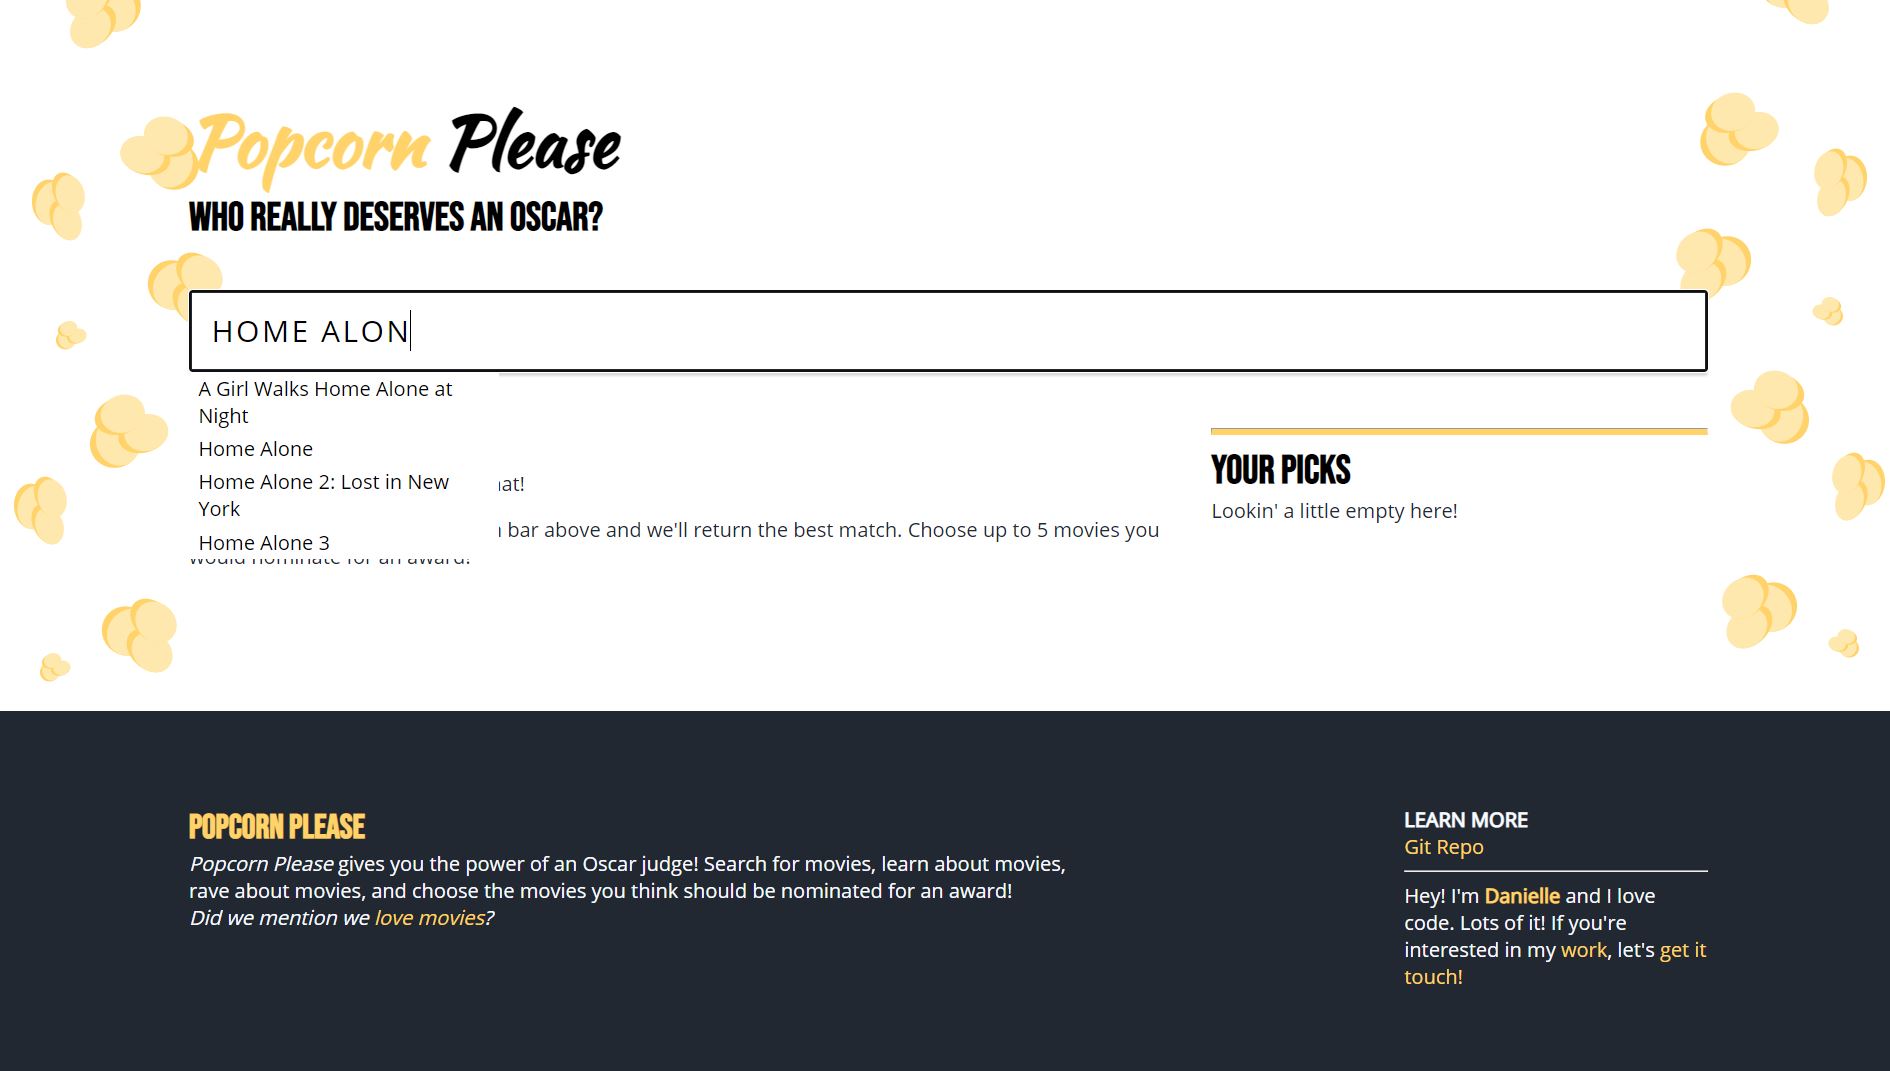 Popcorn Please
WHO REALLY DESERVES AN OSCAR?
HOME ALON
A Girl Walks Home Alone at
Night
Home Alone
Home Alone 2: Lost in New
York
Home Alone 3
at!
bar above and we'll return the best match. Choose up to 5 movies you
would nominate for an award!
YOUR PICKS
Lookin' a little empty here!
POPCORN PLEASE
Popcorn Please gives you the power of an Oscar judge! Search for movies, learn about movies,
rave about movies, and choose the movies you think should be nominated for an award!
Did we mention we love movies?
LEARN MORE
Git Repo
Hey! I'm Danielle and I love
code. Lots of it! If you're
interested in my work, let's get it
touch!